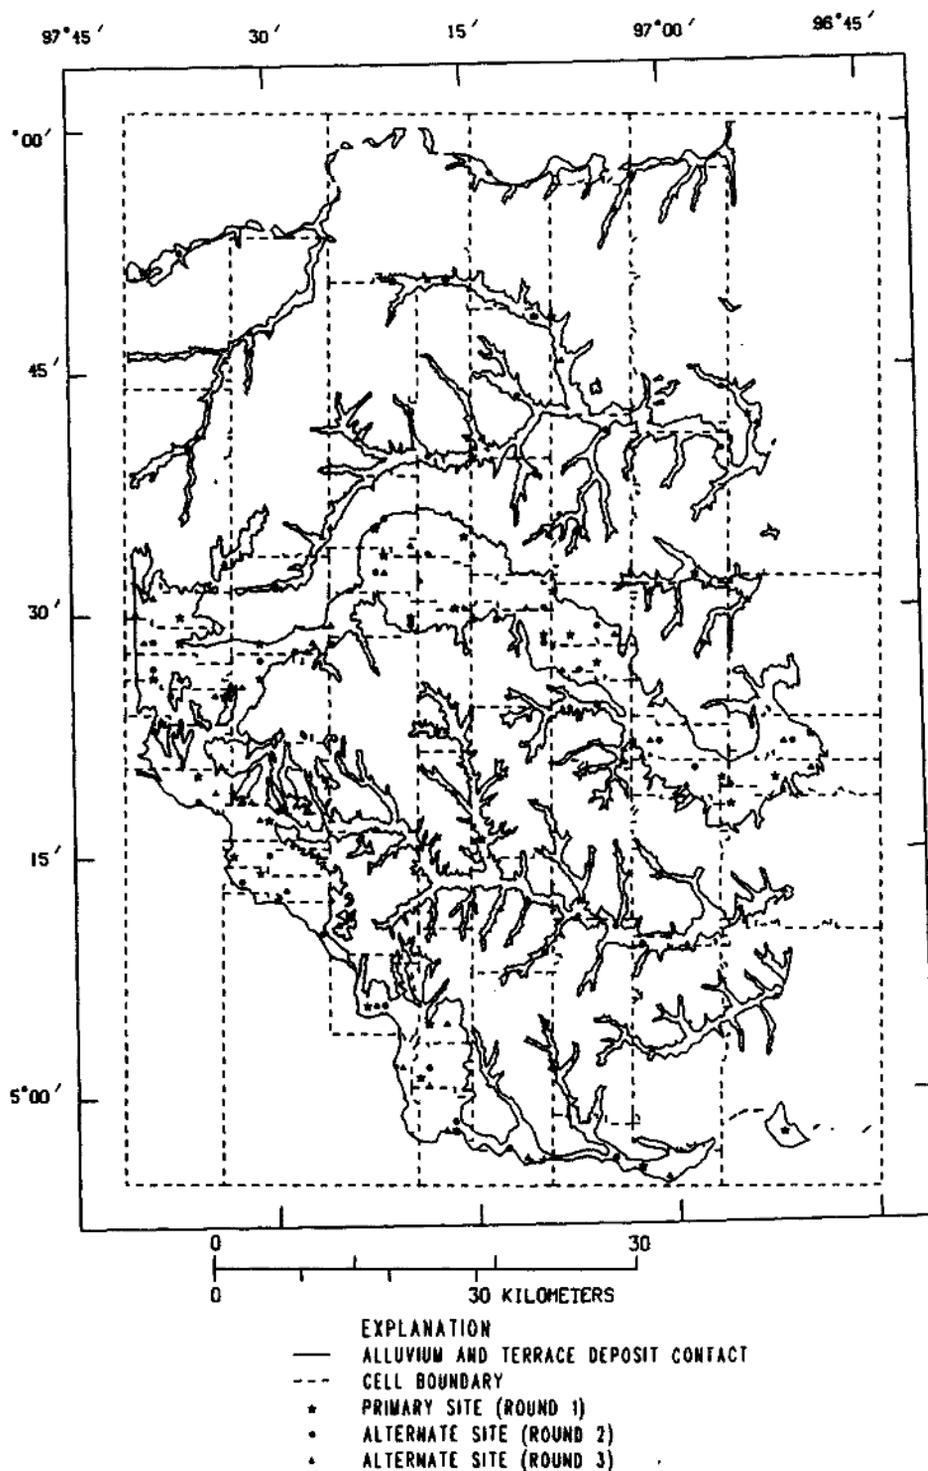 97°45′ 30′ 15′ 97°00′ 96°45′
°00′
45′
30′
15′
5°00′
0 30
0 30 KILOMETERS
EXPLANATION
ALLUVIUM AND TERRACE DEPOSIT CONTACT
CELL BOUNDARY
PRIMARY SITE (ROUND 1)
ALTERNATE SITE (ROUND 2)
ALTERNATE SITE (ROUND 3)